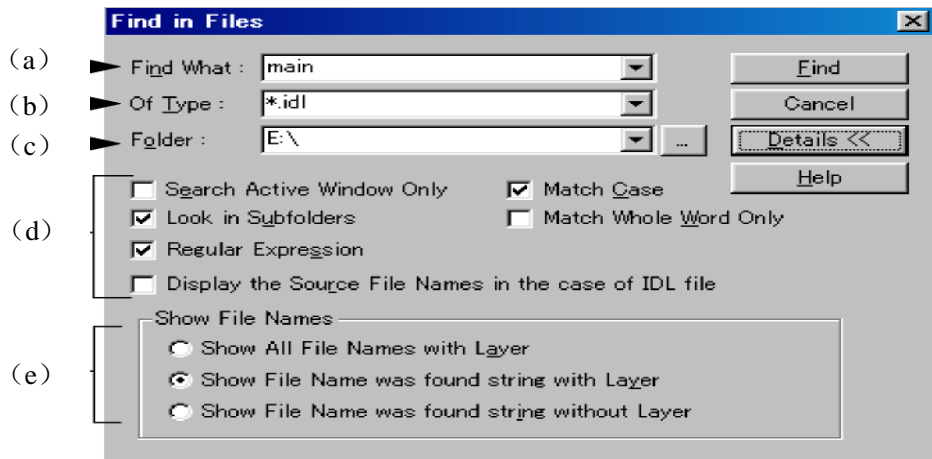 Find in Files
(a) Find What : main Find
(b) Of Type : *.idl Cancel
(c) Folder : E:\ ... Details <<
Help
Search Active Window Only Match Case
(d) Look in Subfolders Match Whole Word Only
Regular Expression
Display the Source File Names in the case of IDL file
Show File Names
Show All File Names with Layer
(e) Show File Name was found string with Layer
Show File Name was found string without Layer